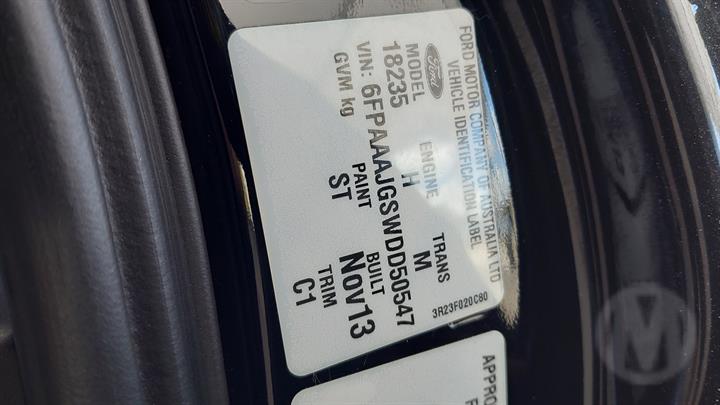 FORD MOTOR COMPANY OF AUSTRALIA LTD
VEHICLE IDENTIFICATION LABEL
Ford
MODEL ENGINE TRANS
18235 H M
VIN: 6FPAAAJGSWDD50547
GVM kg PAINT BUILT TRIM
ST Nov13 C1
3R23F020C80
APPRO
M